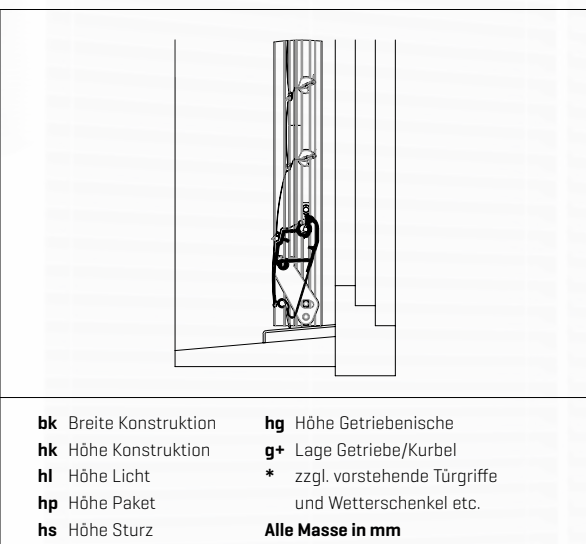 bk Breite Konstruktion
hk Höhe Konstruktion
hl Höhe Licht
hp Höhe Paket
hs Höhe Sturz
hg Höhe Getriebenische
g+ Lage Getriebe/Kurbel
* zzgl. vorstehende Türgriffe
und Wetterschenkel etc.
Alle Masse in mm